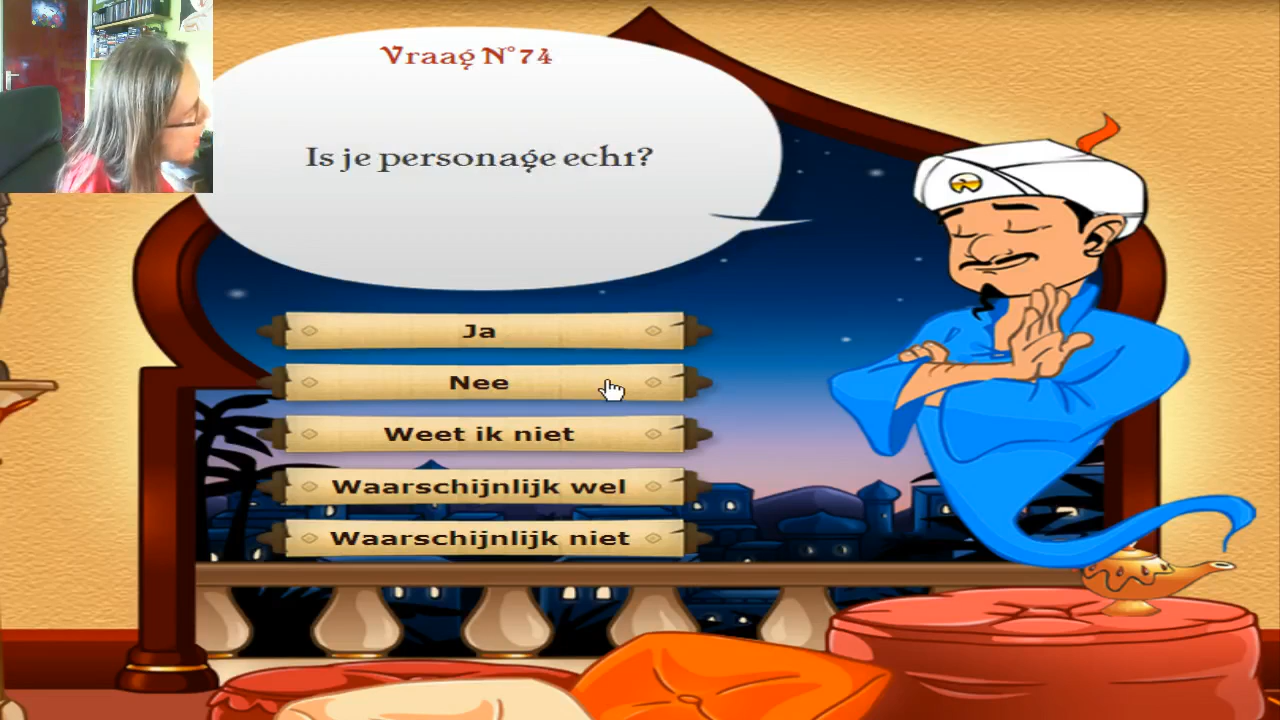 Vraag N°74
Is je personage echt?
Ja
Nee
Weet ik niet
Waarschijnlijk wel
Waarschijnlijk niet